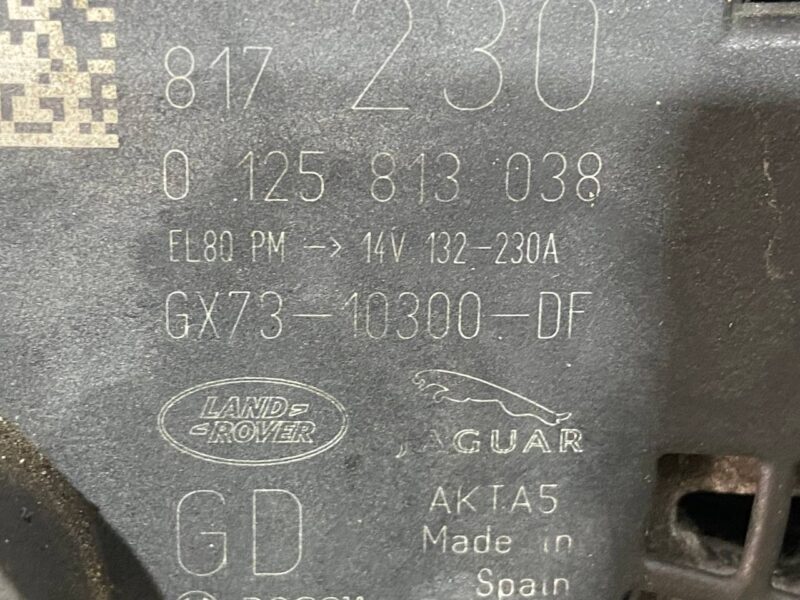 817 230
0 125 813 038
EL8Q PM -> 14V 132-230A
GX73-10300-DF
LAND-
-ROVER
JAGUAR
GD AKTA5
Made in
Spain